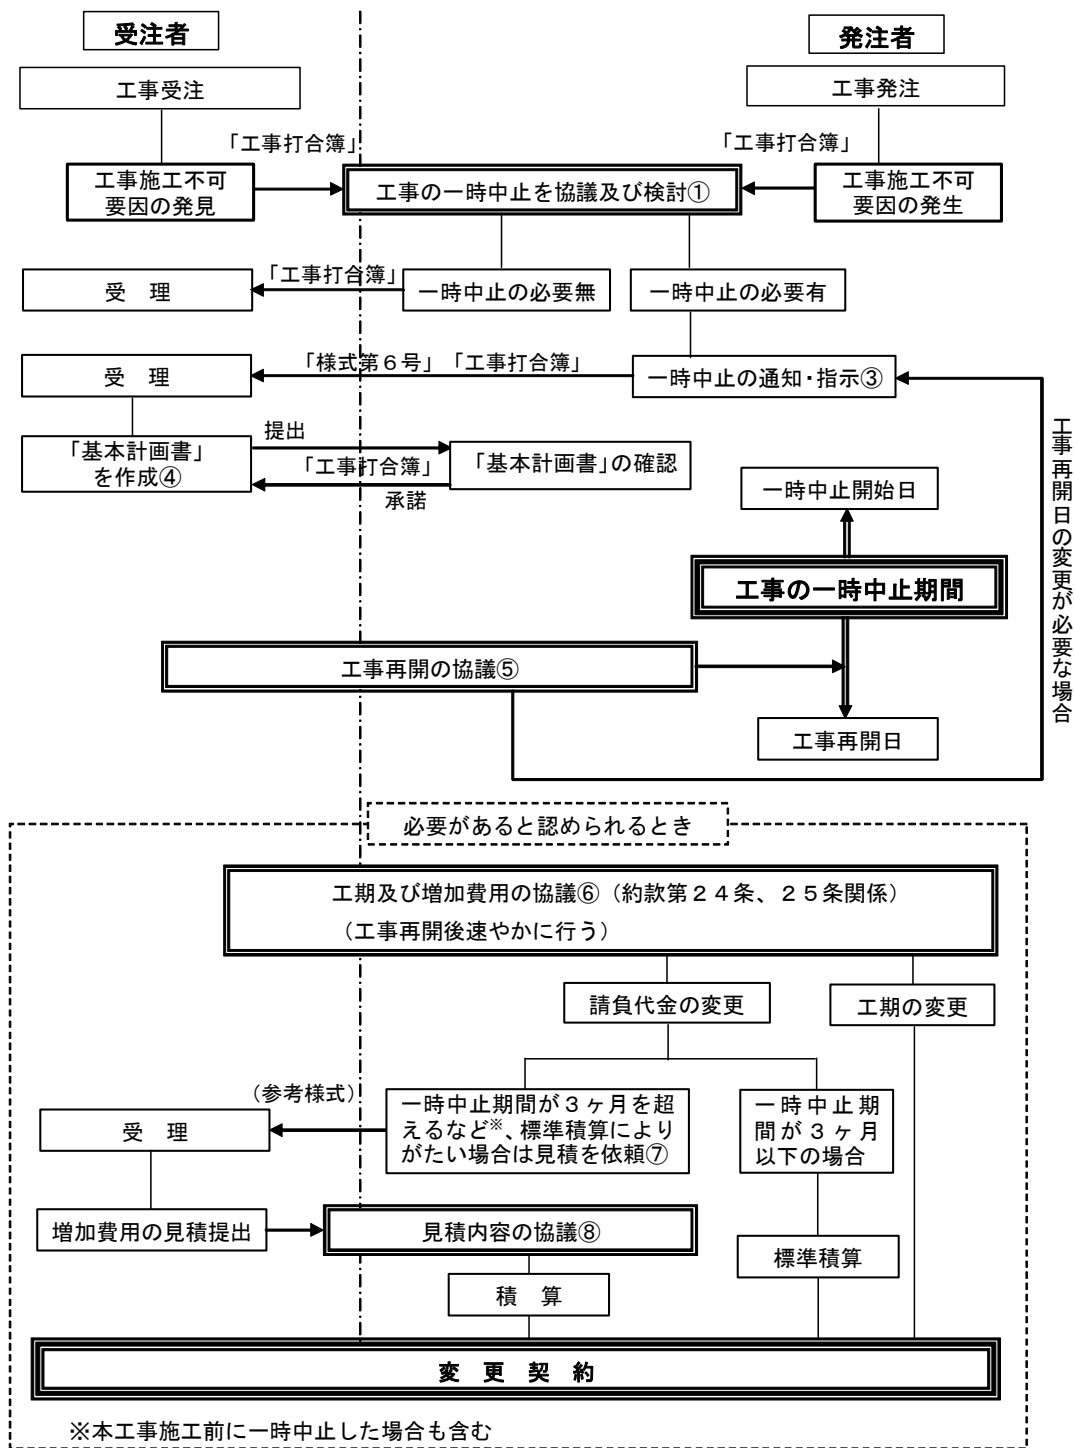 受注者
発注者
工事受注
工事発注
「工事打合簿」
「工事打合簿」
工事施工不可
要因の発見
工事の一時中止を協議及び検討①
工事施工不可
要因の発生
「工事打合簿」
受　理
一時中止の必要無
一時中止の必要有
「様式第６号」「工事打合簿」
受　理
一時中止の通知・指示③
工事再開日の変更が必要な場合
提出
「基本計画書」
を作成④
「工事打合簿」
承諾
「基本計画書」の確認
一時中止開始日
工事の一時中止期間
工事再開の協議⑤
工事再開日
必要があると認められるとき
工期及び増加費用の協議⑥（約款第２４条、２５条関係）
（工事再開後速やかに行う）
請負代金の変更
工期の変更
（参考様式）
受　理
一時中止期間が３ヶ月を超
えるなど※、標準積算により
がたい場合は見積を依頼⑦
一時中止期
間が３ヶ月
以下の場合
増加費用の見積提出
見積内容の協議⑧
標準積算
積　算
変　更　契　約
※本工事施工前に一時中止した場合も含む